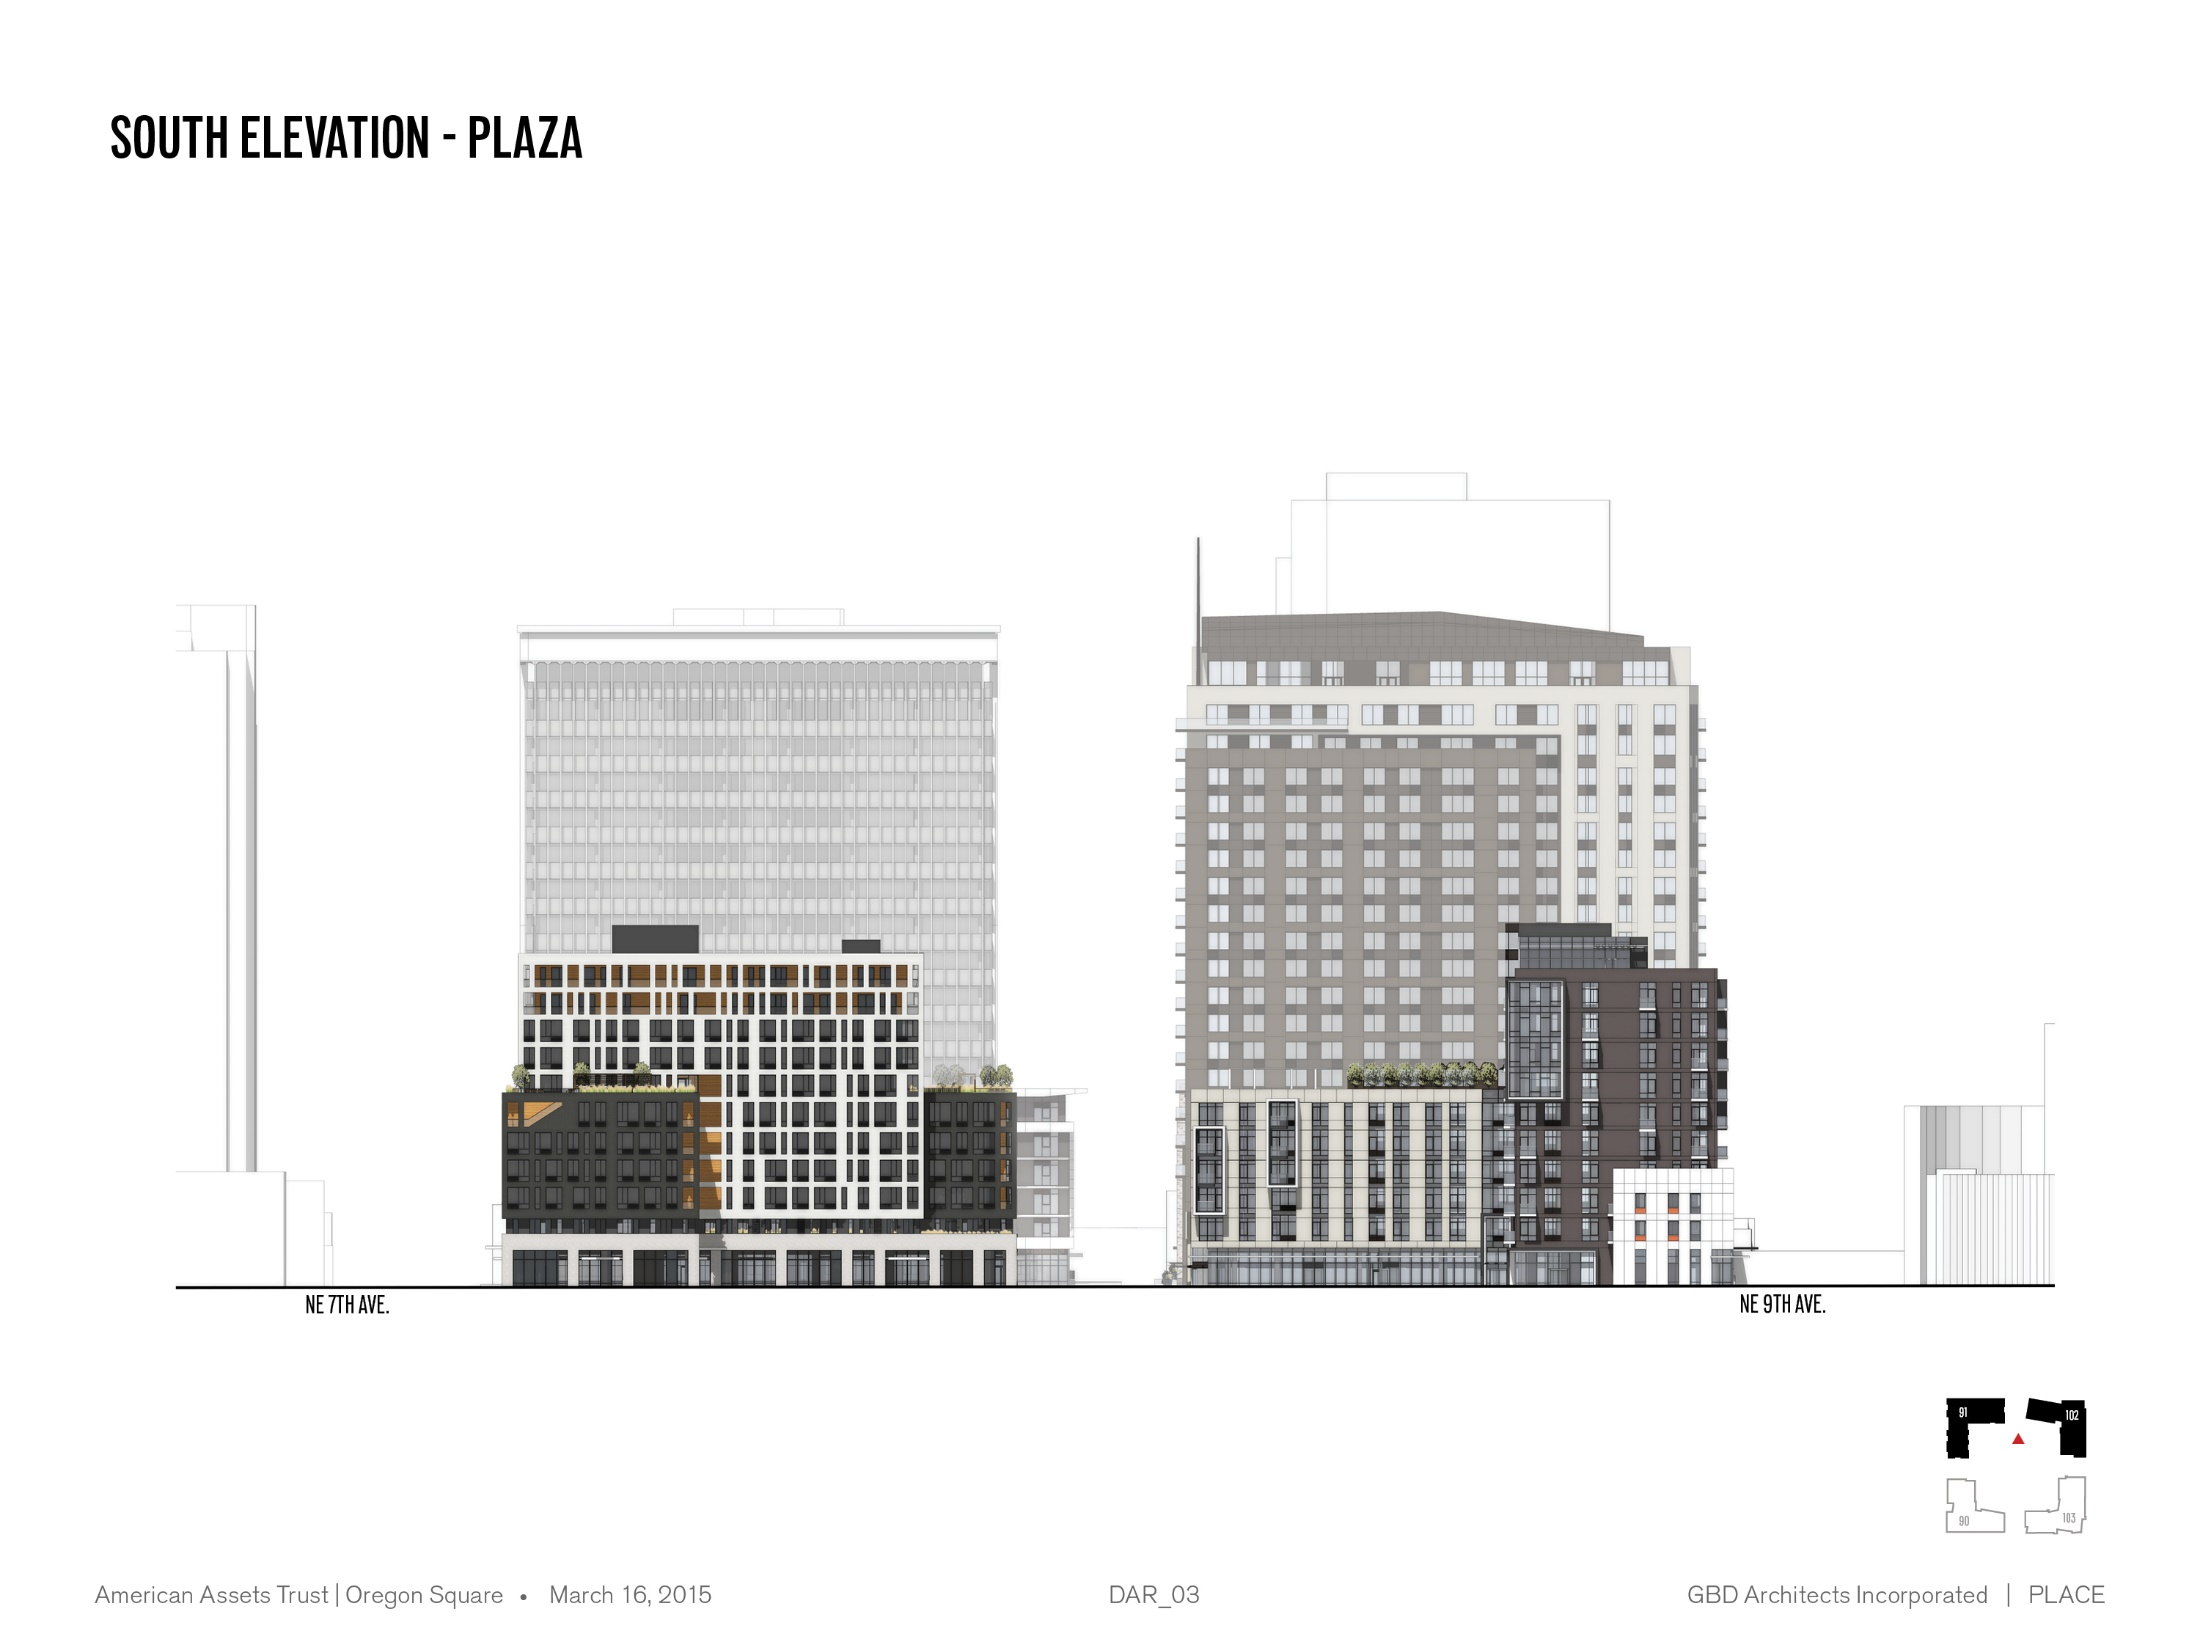 SOUTH ELEVATION - PLAZA
NE 7TH AVE.
NE 9TH AVE.
91
102
90
103
American Assets Trust | Oregon Square • March 16, 2015
DAR_03
GBD Architects Incorporated | PLACE